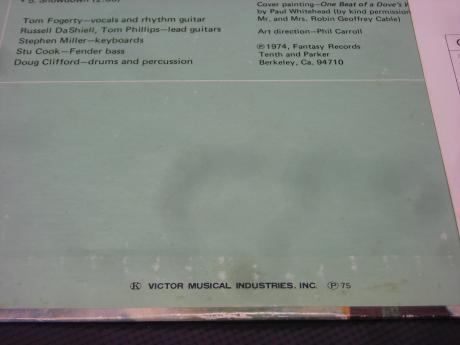 Tom Fogerty—vocals and rhythm guitar
Russell DaShiell, Tom Phillips—lead guitars
Stephen Miller—keyboards
Stu Cook—Fender bass
Doug Clifford—drums and percussion
Cover painting—One Beat of a Dove's
by Paul Whitehead (by kind permission
Mr. and Mrs. Robin Geoffrey Cable)
Art direction—Phil Carroll
Ⓟ1974, Fantasy Records
Tenth and Parker
Berkeley, Ca. 94710
Ⓚ VICTOR MUSICAL INDUSTRIES, INC. Ⓟ75